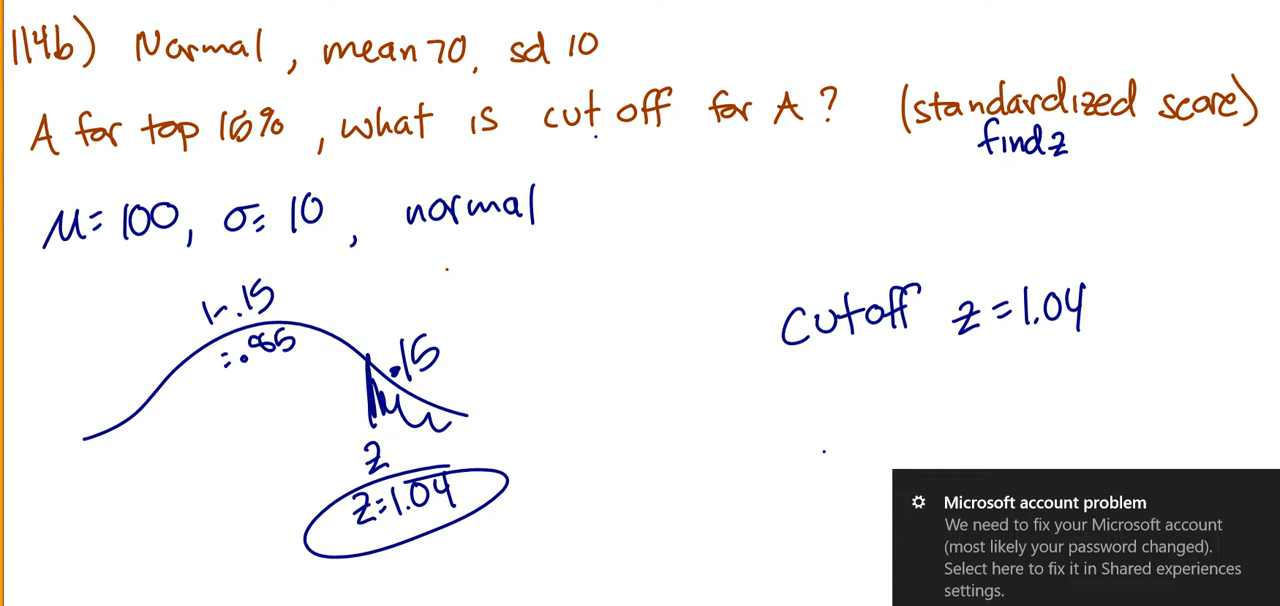 114b) Normal, mean 70, sd 10
A for top 15%, what is cut off for A? (standardized score)
find z
μ = 100, σ = 10, normal
1-.15
=.85
.15
cutoff z = 1.04
z
z=1.04
Microsoft account problem
We need to fix your Microsoft account
(most likely your password changed).
Select here to fix it in Shared experiences
settings.